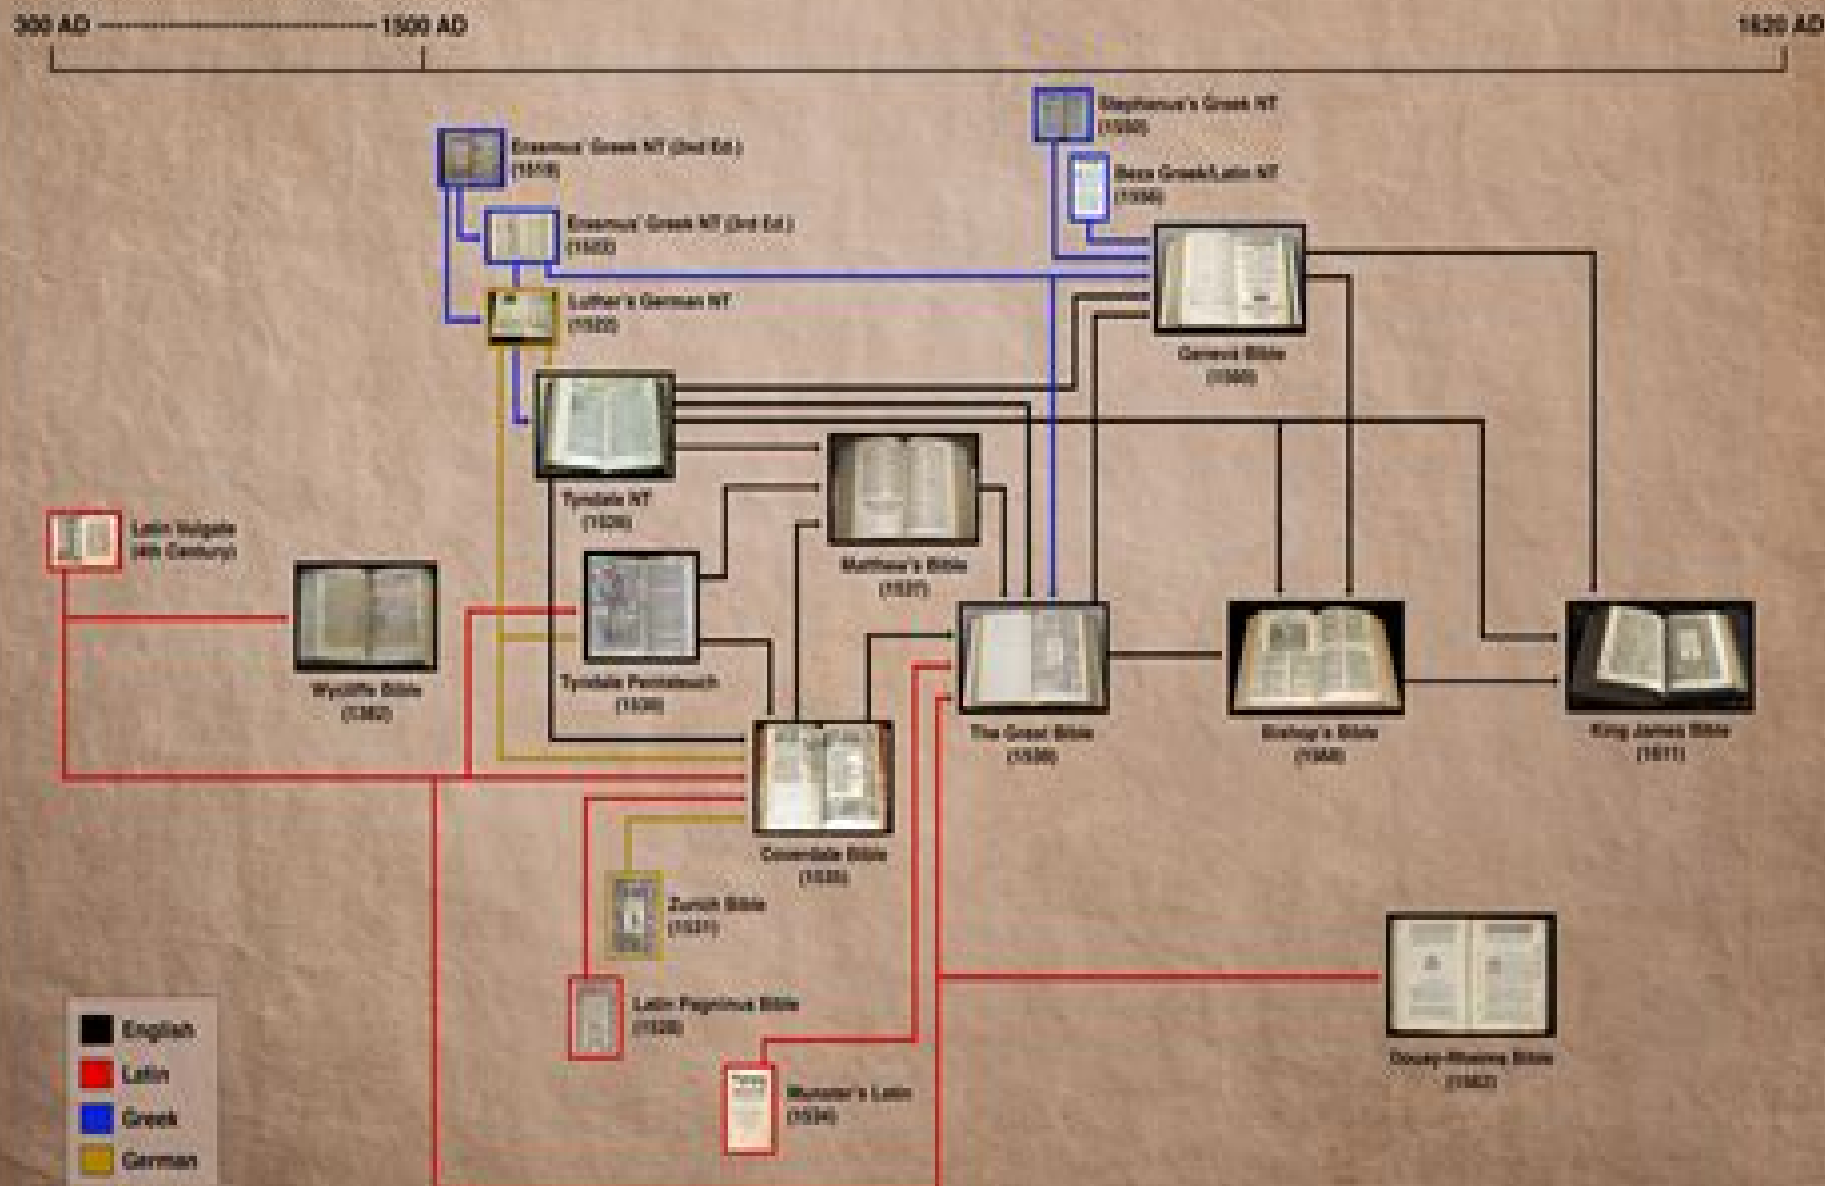 300 AD
1500 AD
1620 AD
Stephanus's Greek NT
(1550)
Erasmus' Greek NT (2nd Ed.)
(1519)
Beza Greek/Latin NT
Erasmus' Greek NT (3rd Ed.)
(1522)
Luther's German NT
(1522)
Geneva Bible
(1560)
Tyndale NT
(1526)
Latin Vulgate
(4th Century)
Matthew's Bible
(1537)
Wycliffe Bible
(1382)
Tyndale Pentateuch
(1530)
The Great Bible
(1539)
Bishop's Bible
(1568)
King James Bible
(1611)
Coverdale Bible
(1535)
Zurich Bible
(1531)
Latin Pagninus Bible
(1528)
Munster's Latin
(1534)
Douay-Rheims Bible
(1582)
English
Latin
Greek
German